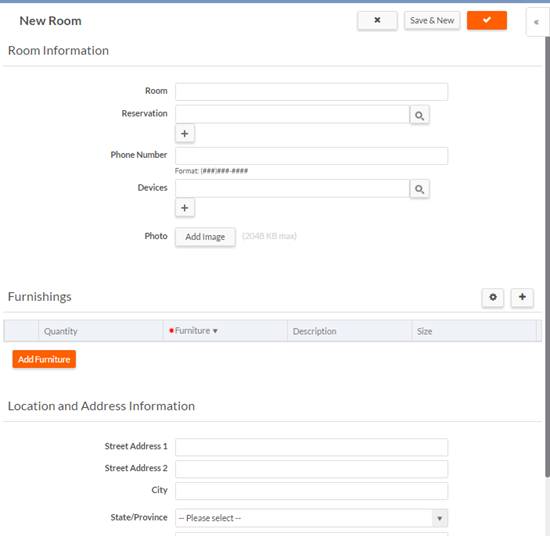 New Room
Save & New
Room Information
Room
Reservation
Phone Number
Format: (###)###-####
Devices
Photo Add Image (2048 KB max)
Furnishings
Quantity Furniture Description Size
Add Furniture
Location and Address Information
Street Address 1
Street Address 2
City
State/Province -- Please select --